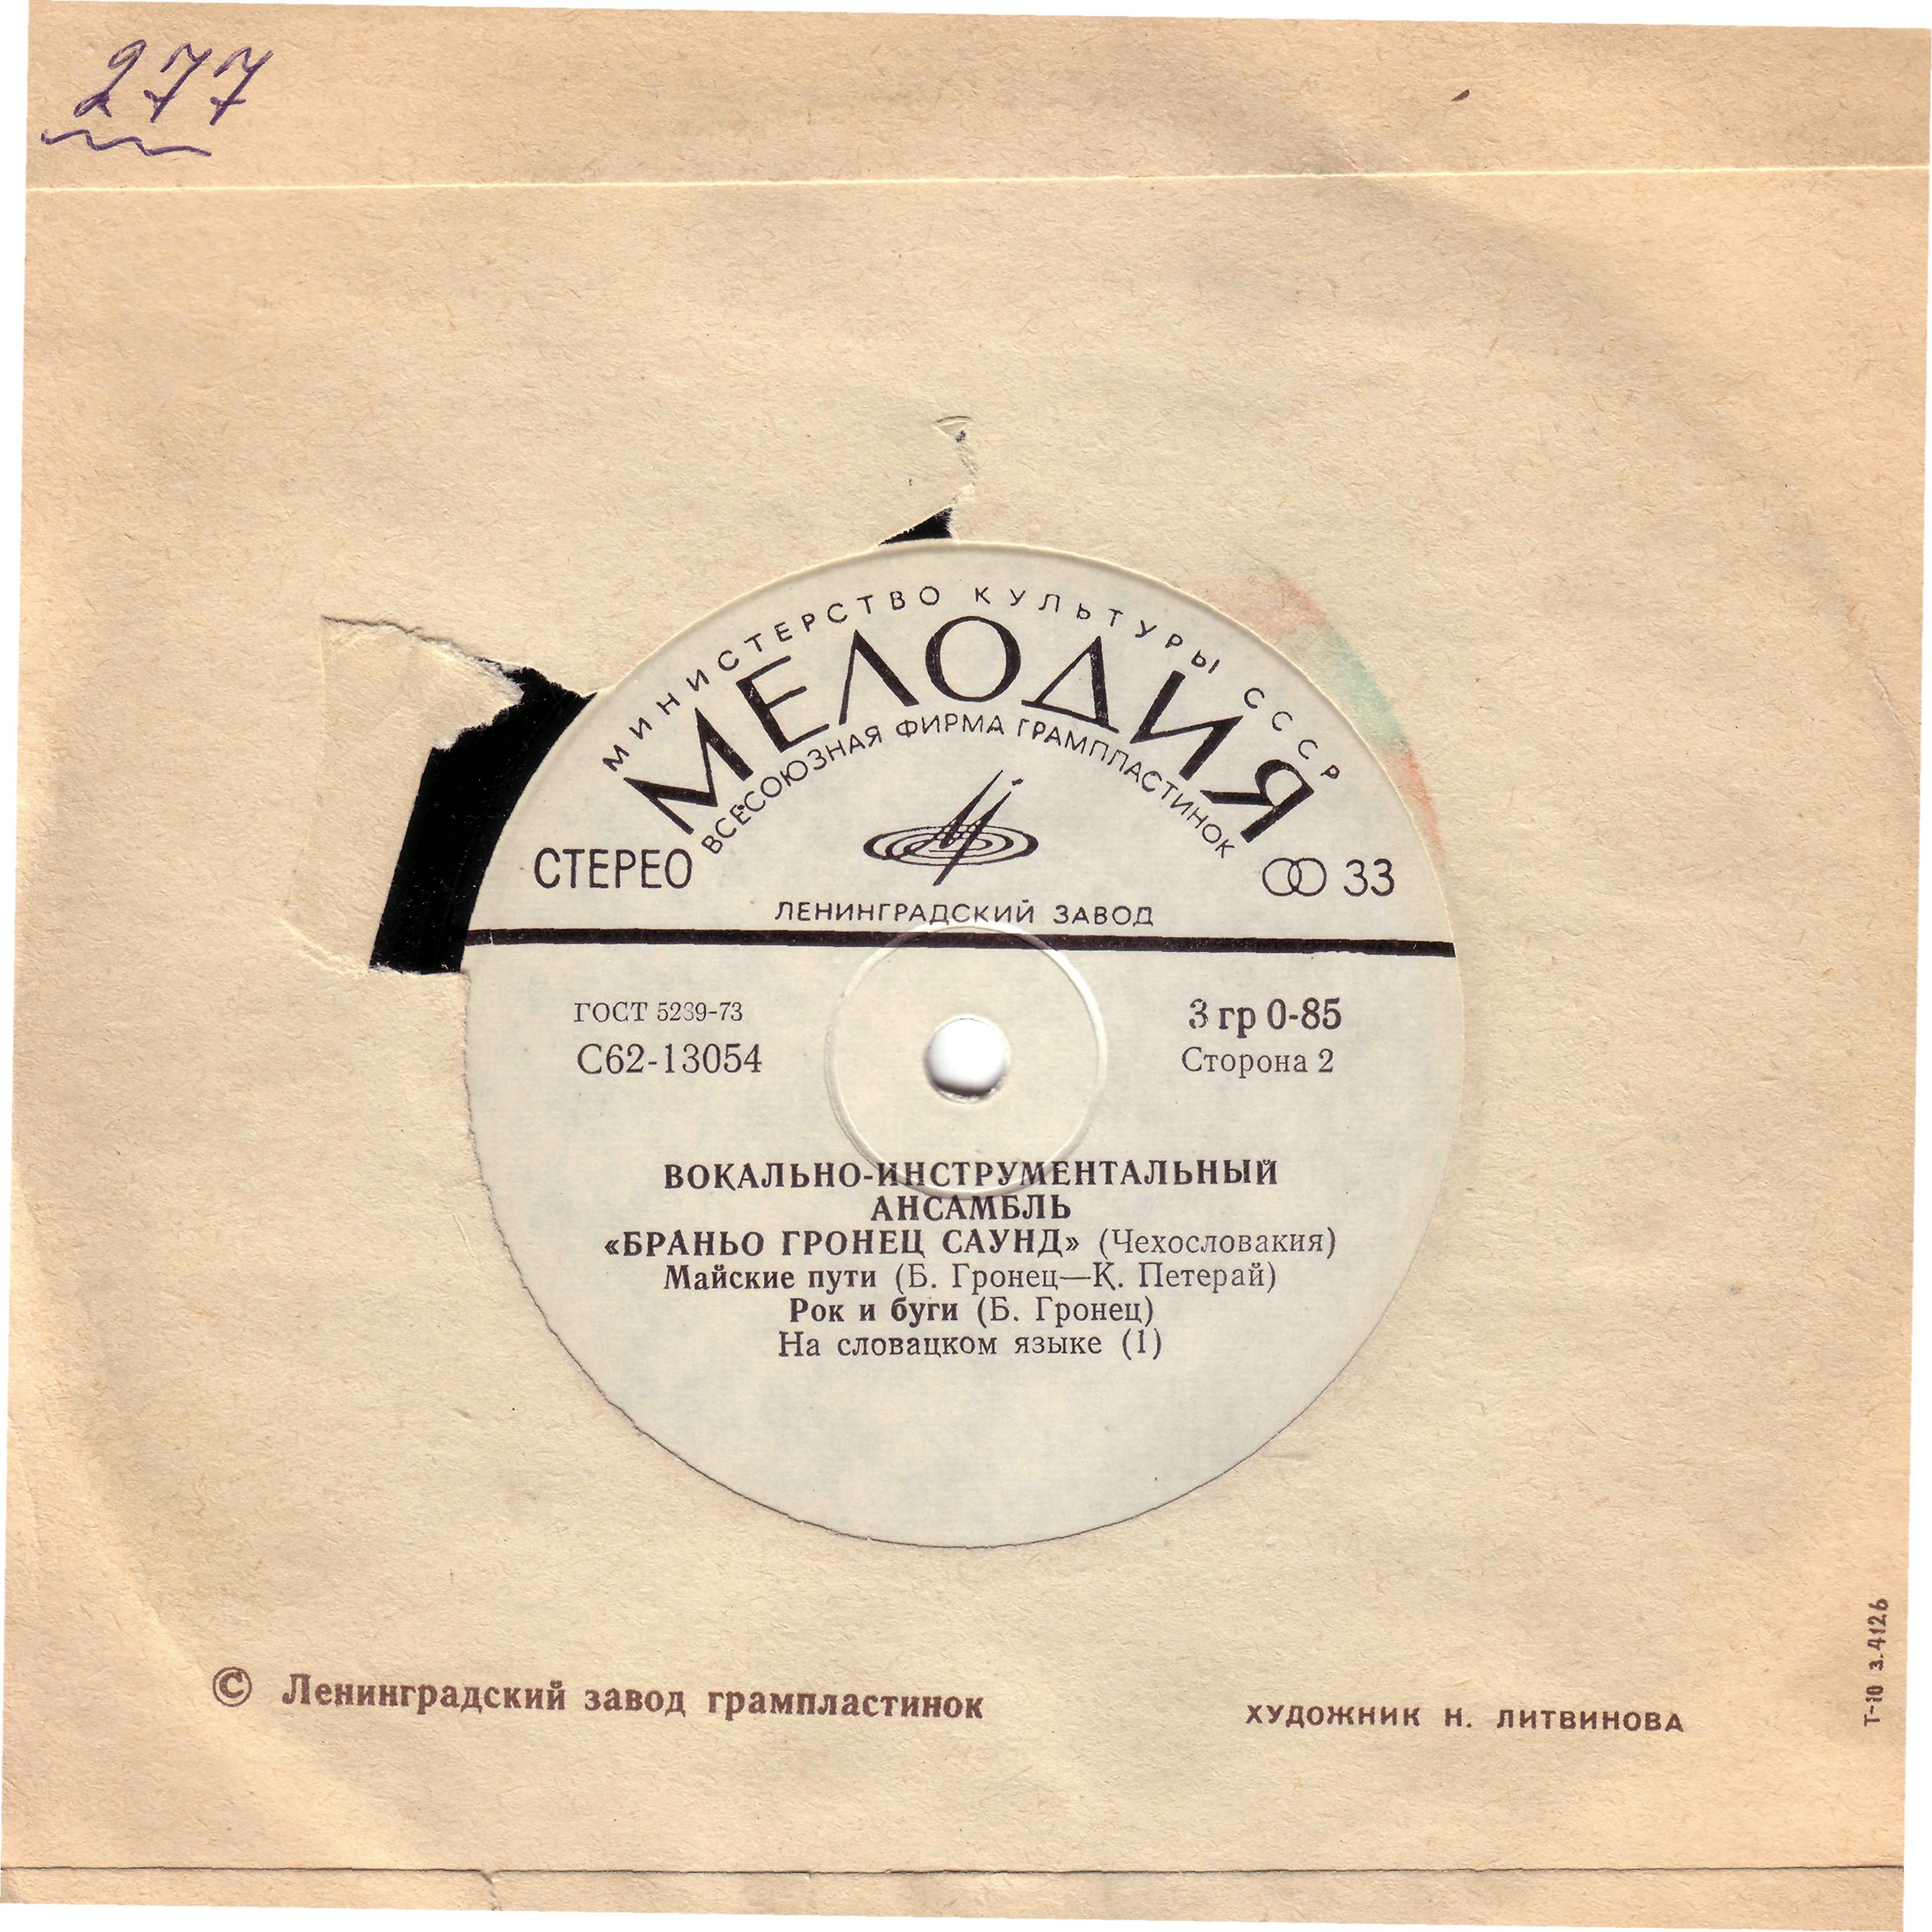 277
МИНИСТЕРСТВО КУЛЬТУРЫ СССР
МЕЛОДИЯ
ВСЕСОЮЗНАЯ ФИРМА ГРАМПЛАСТИНОК
СТЕРЕО
33
ЛЕНИНГРАДСКИЙ ЗАВОД
ГОСТ 5289-73
3 гр 0-85
С62-13054
Сторона 2
ВОКАЛЬНО-ИНСТРУМЕНТАЛЬНЫЙ
АНСАМБЛЬ
«БРАНЬО ГРОНЕЦ САУНД» (Чехословакия)
Майские пути (Б. Гронец—К. Петерай)
Рок и буги (Б. Гронец)
На словацком языке (1)
© Ленинградский завод грампластинок
ХУДОЖНИК Н. ЛИТВИНОВА
Т-10 З.4126